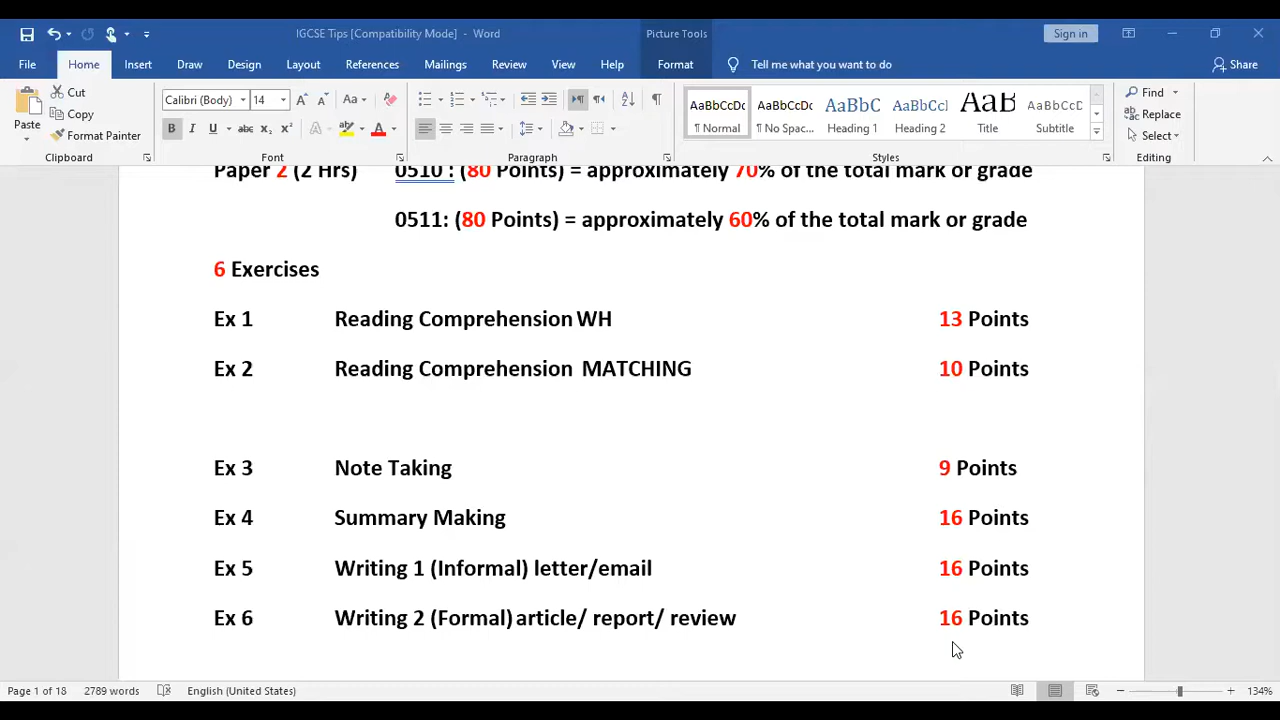 IGCSE Tips [Compatibility Mode] - Word
Picture Tools
Sign in
File Home Insert Draw Design Layout References Mailings Review View Help Format Tell me what you want to do Share
Paste
Cut
Copy
Format Painter
Clipboard
Calibri (Body) 14
Font
Paragraph
AaBbCcDc ¶ Normal
AaBbCcDc ¶ No Spac...
AaBbC Heading 1
AaBbCcI Heading 2
AaB Title
AaBbCcD Subtitle
Styles
Find
Replace
Select
Editing
Paper 2 (2 Hrs) 0510 : (80 Points) = approximately 70% of the total mark or grade
0511: (80 Points) = approximately 60% of the total mark or grade
6 Exercises
Ex 1 Reading Comprehension WH 13 Points
Ex 2 Reading Comprehension MATCHING 10 Points
Ex 3 Note Taking 9 Points
Ex 4 Summary Making 16 Points
Ex 5 Writing 1 (Informal) letter/email 16 Points
Ex 6 Writing 2 (Formal) article/ report/ review 16 Points
Page 1 of 18 2789 words English (United States) 134%